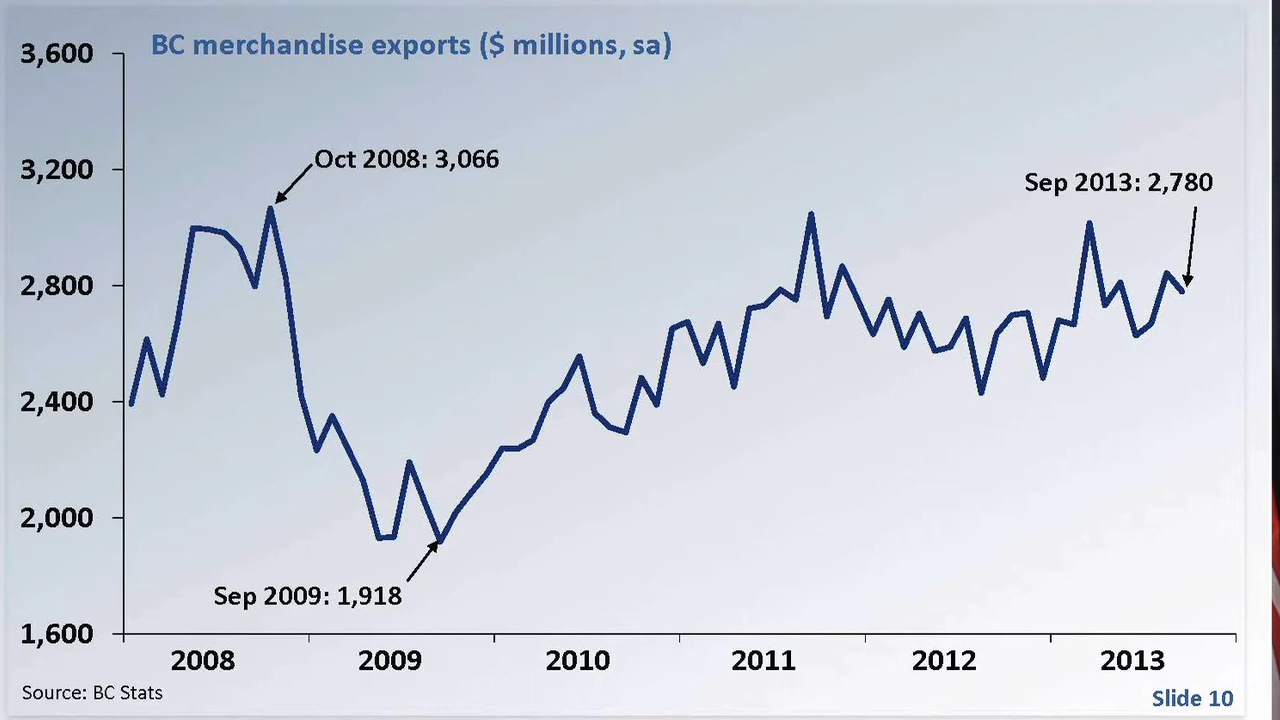 BC merchandise exports ($ millions, sa)
3,600
3,200
2,800
2,400
2,000
1,600
Oct 2008: 3,066
Sep 2013: 2,780
Sep 2009: 1,918
2008 2009 2010 2011 2012 2013
Source: BC Stats
Slide 10